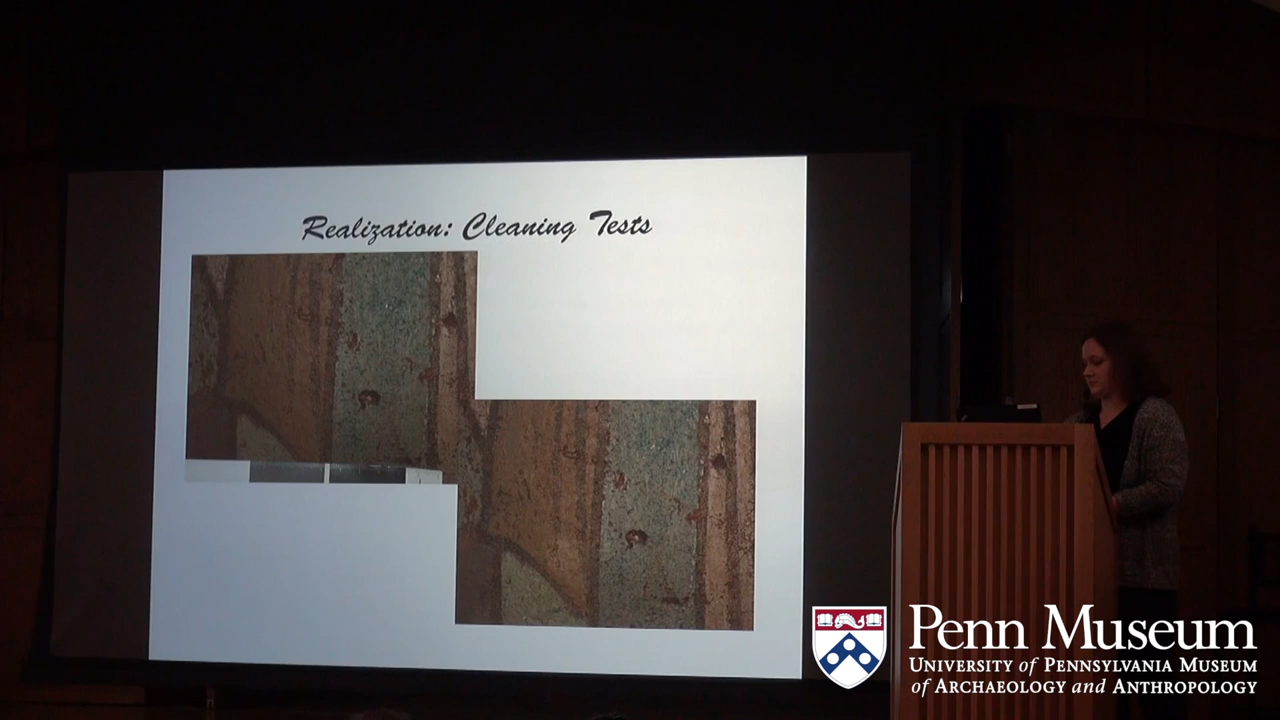 Realization: Cleaning Tests
Penn Museum
University of Pennsylvania Museum
of Archaeology and Anthropology